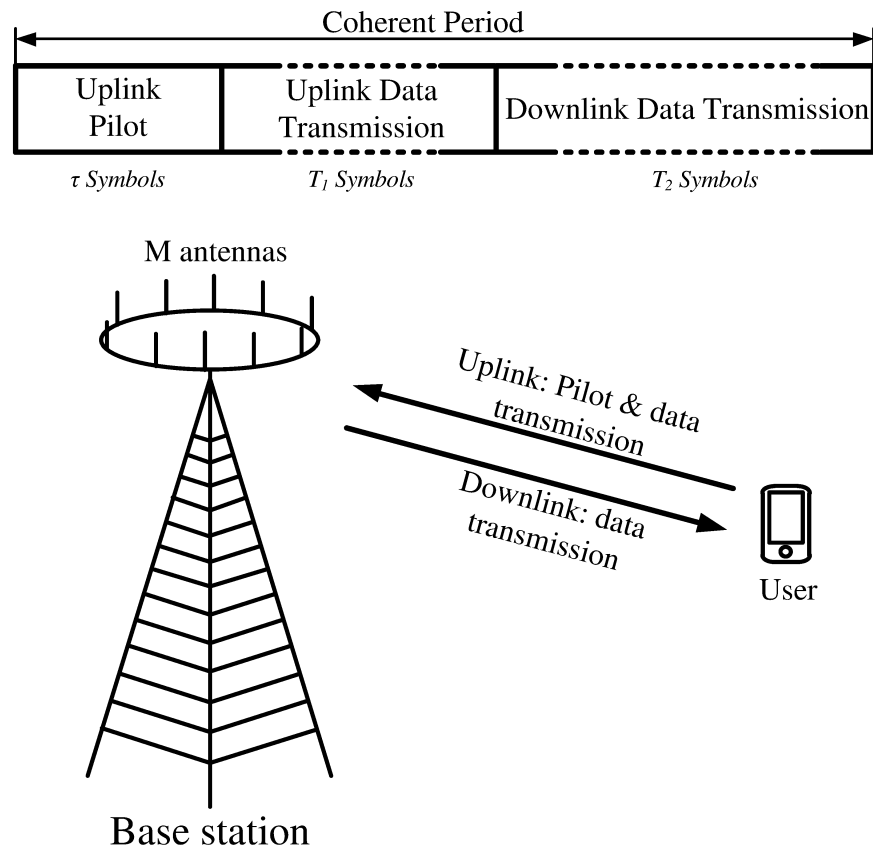 Coherent Period
Uplink
Pilot
Uplink Data
Transmission
Downlink Data Transmission
τ Symbols
T1 Symbols
T2 Symbols
M antennas
Uplink: Pilot & data
transmission
Downlink: data
transmission
User
Base station